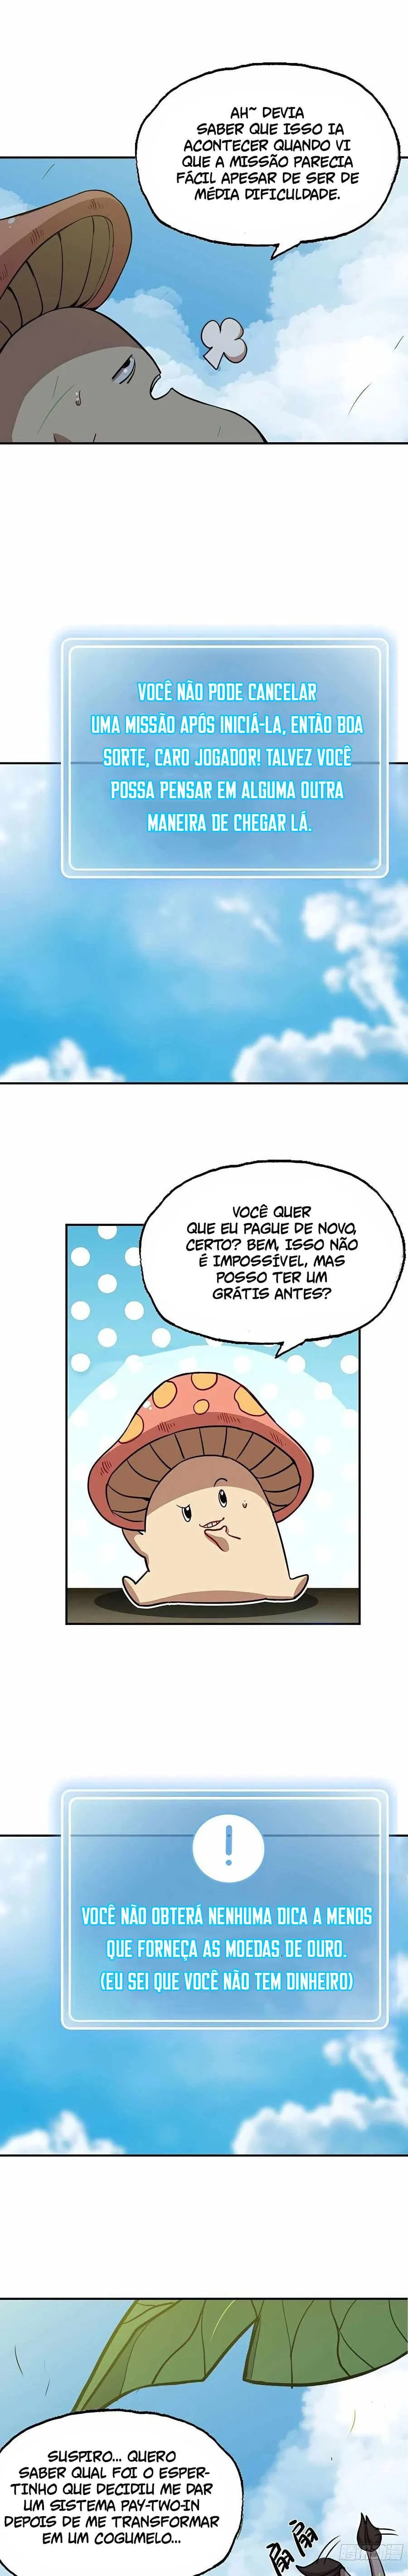 AH~ DEVIA
SABER QUE ISSO IA
ACONTECER QUANDO VI
QUE A MISSÃO PARECIA
FÁCIL APESAR DE SER DE
MÉDIA DIFICULDADE.
VOCÊ NÃO PODE CANCELAR
UMA MISSÃO APÓS INICIÁ-LA, ENTÃO BOA
SORTE, CARO JOGADOR! TALVEZ VOCÊ
POSSA PENSAR EM ALGUMA OUTRA
MANEIRA DE CHEGAR LÁ.
VOCÊ QUER
QUE EU PAGUE DE NOVO,
CERTO? BEM, ISSO NÃO
É IMPOSSÍVEL, MAS
POSSO TER UM
GRÁTIS ANTES?
!
VOCÊ NÃO OBTERÁ NENHUMA DICA A MENOS
QUE FORNEÇA AS MOEDAS DE OURO.
(EU SEI QUE VOCÊ NÃO TEM DINHEIRO)
SUSPIRO... QUERO
SABER QUAL FOI O ESPER-
TINHO QUE DECIDIU ME DAR
UM SISTEMA PAY-TWO-IN
DEPOIS DE ME TRANSFORMAR
EM UM COGUMELO...
扇扇